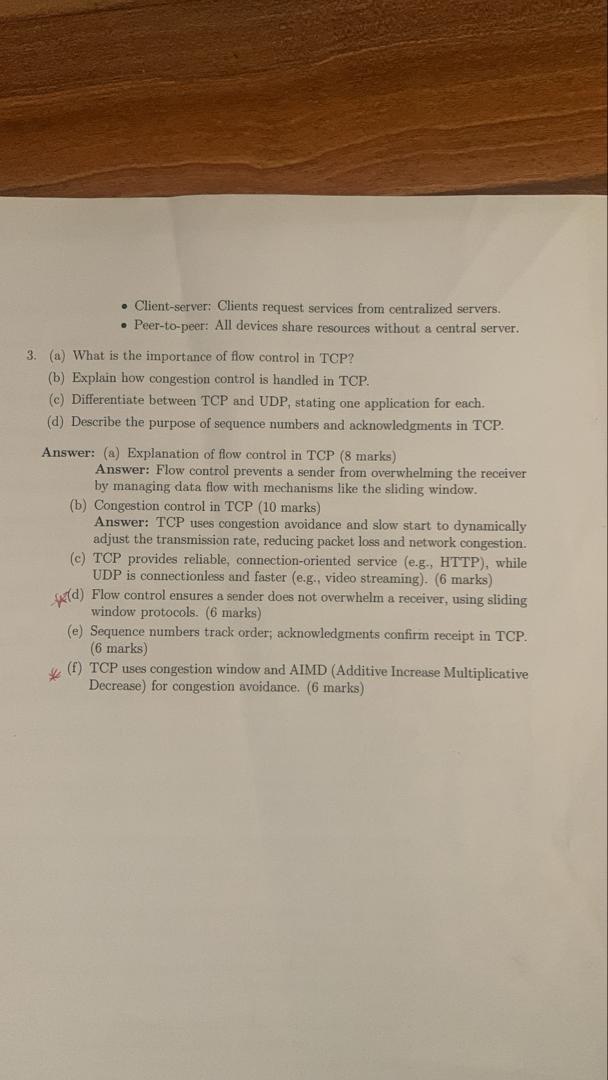 • Client-server: Clients request services from centralized servers.
• Peer-to-peer: All devices share resources without a central server.
3. (a) What is the importance of flow control in TCP?
(b) Explain how congestion control is handled in TCP.
(c) Differentiate between TCP and UDP, stating one application for each.
(d) Describe the purpose of sequence numbers and acknowledgments in TCP.
Answer: (a) Explanation of flow control in TCP (8 marks)
Answer: Flow control prevents a sender from overwhelming the receiver
by managing data flow with mechanisms like the sliding window.
(b) Congestion control in TCP (10 marks)
Answer: TCP uses congestion avoidance and slow start to dynamically
adjust the transmission rate, reducing packet loss and network congestion.
(c) TCP provides reliable, connection-oriented service (e.g., HTTP), while
UDP is connectionless and faster (e.g., video streaming). (6 marks)
(d) Flow control ensures a sender does not overwhelm a receiver, using sliding
window protocols. (6 marks)
(e) Sequence numbers track order; acknowledgments confirm receipt in TCP.
(6 marks)
(f) TCP uses congestion window and AIMD (Additive Increase Multiplicative
Decrease) for congestion avoidance. (6 marks)